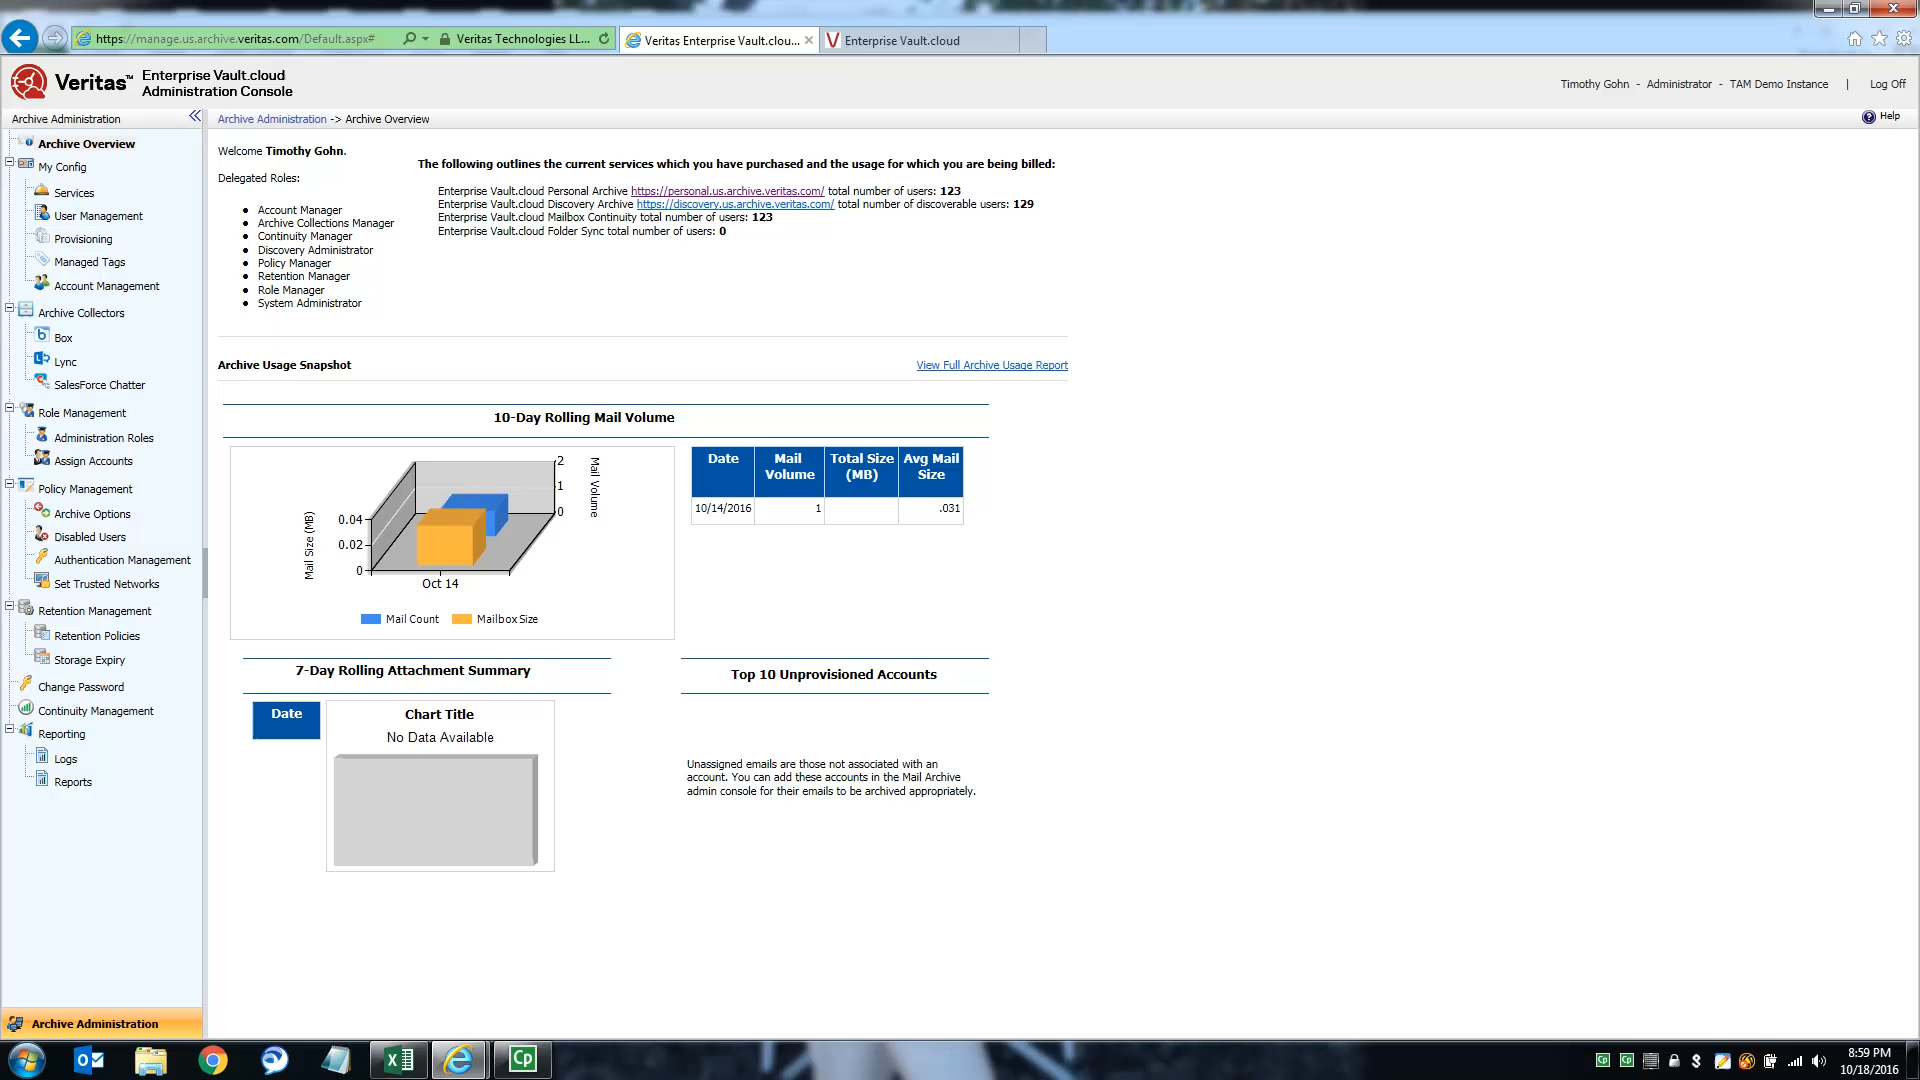 https://manage.us.archive.veritas.com/Default.aspx#
Veritas Technologies LL...
Veritas Enterprise Vault.clou...
Enterprise Vault.cloud
Veritas™
Enterprise Vault.cloud
Administration Console
Timothy Gohn - Administrator - TAM Demo Instance | Log Off
Archive Administration
Archive Administration -> Archive Overview
Help
Archive Overview
My Config
Services
User Management
Provisioning
Managed Tags
Account Management
Archive Collectors
Box
Lync
SalesForce Chatter
Role Management
Administration Roles
Assign Accounts
Policy Management
Archive Options
Disabled Users
Authentication Management
Set Trusted Networks
Retention Management
Retention Policies
Storage Expiry
Change Password
Continuity Management
Reporting
Logs
Reports
Archive Administration
Welcome Timothy Gohn.
Delegated Roles:
Account Manager
Archive Collections Manager
Continuity Manager
Discovery Administrator
Policy Manager
Retention Manager
Role Manager
System Administrator
The following outlines the current services which you have purchased and the usage for which you are being billed:
Enterprise Vault.cloud Personal Archive https://personal.us.archive.veritas.com/ total number of users: 123
Enterprise Vault.cloud Discovery Archive https://discovery.us.archive.veritas.com/ total number of discoverable users: 129
Enterprise Vault.cloud Mailbox Continuity total number of users: 123
Enterprise Vault.cloud Folder Sync total number of users: 0
Archive Usage Snapshot
View Full Archive Usage Report
10-Day Rolling Mail Volume
Mail Size (MB)
0.04
0.02
0
2
1
0
Mail Volume
Oct 14
Mail Count
Mailbox Size
Date Mail Volume Total Size (MB) Avg Mail Size
10/14/2016 1 .031
7-Day Rolling Attachment Summary
Date
Chart Title
No Data Available
Top 10 Unprovisioned Accounts
Unassigned emails are those not associated with an
account. You can add these accounts in the Mail Archive
admin console for their emails to be archived appropriately.
8:59 PM
10/18/2016